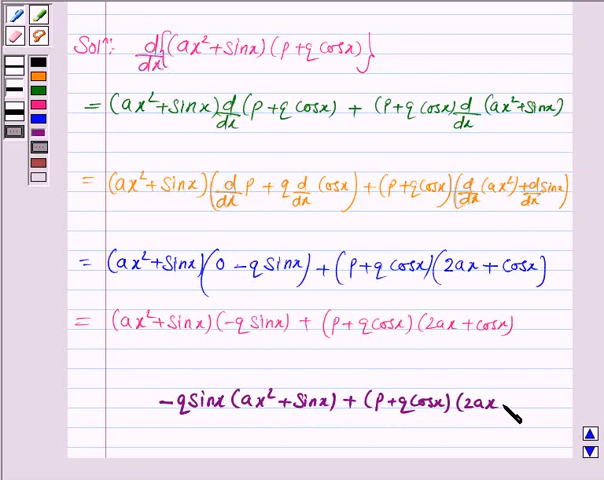 Solⁿ: d/dx {(ax² + sinx) (p + q cosx)}
= (ax² + sinx) d/dx (p + q cosx) + (p + q cosx) d/dx (ax² + sinx)
= (ax² + sinx) (d/dx p + q d/dx cosx) + (p + q cosx) (d/dx (ax²) + d/dx sinx)
= (ax² + sinx) (0 - q sinx) + (p + q cosx) (2ax + cosx)
= (ax² + sinx) (-q sinx) + (p + q cosx) (2ax + cosx)
-q sinx (ax² + sinx) + (p + q cosx) (2ax